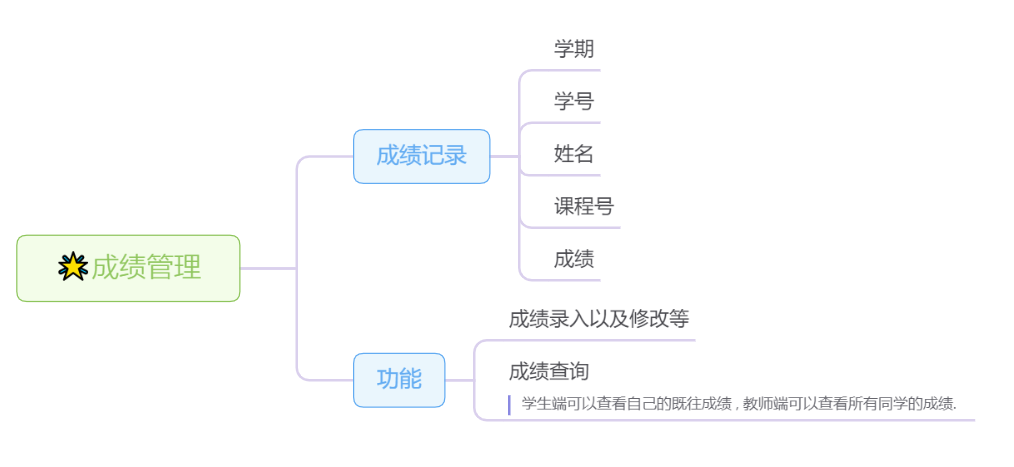 成绩管理
成绩记录
学期
学号
姓名
课程号
成绩
功能
成绩录入以及修改等
成绩查询
学生端可以查看自己的既往成绩 , 教师端可以查看所有同学的成绩.